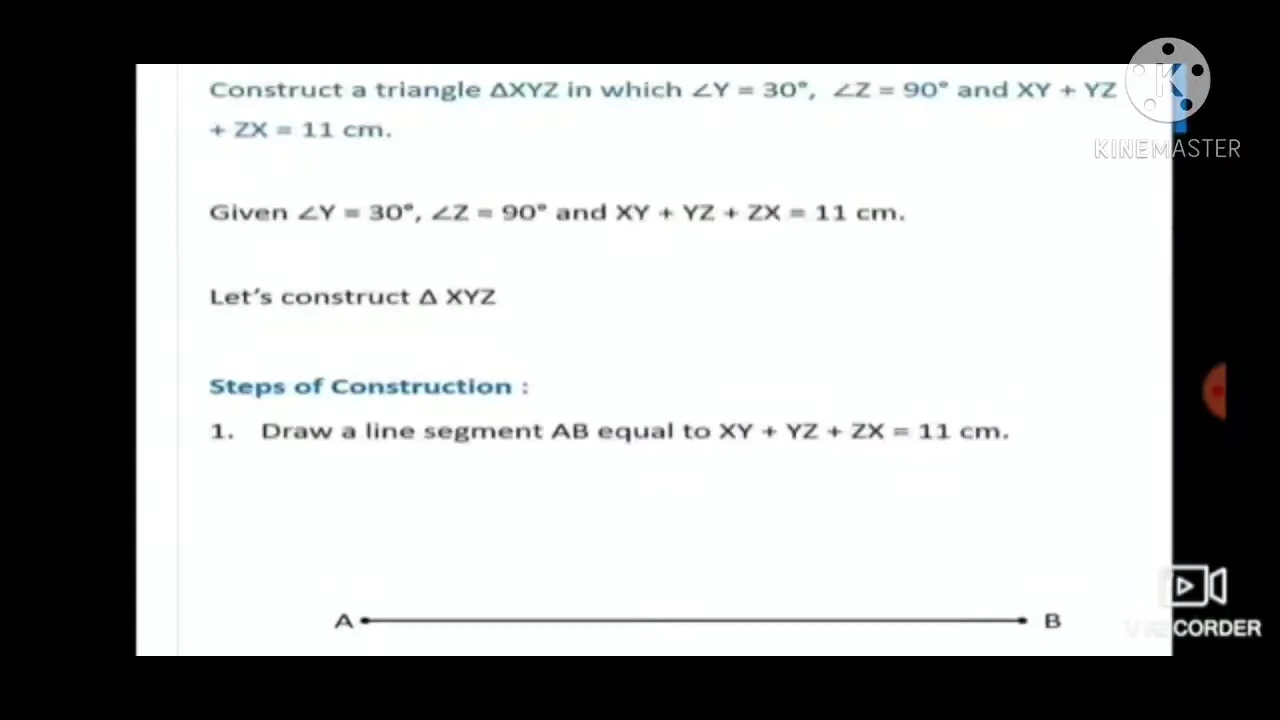 Construct a triangle ΔXYZ in which ∠Y = 30°, ∠Z = 90° and XY + YZ
+ ZX = 11 cm.
K
KINEMASTER
Given ∠Y = 30°, ∠Z = 90° and XY + YZ + ZX = 11 cm.
Let's construct Δ XYZ
Steps of Construction :
1. Draw a line segment AB equal to XY + YZ + ZX = 11 cm.
A B